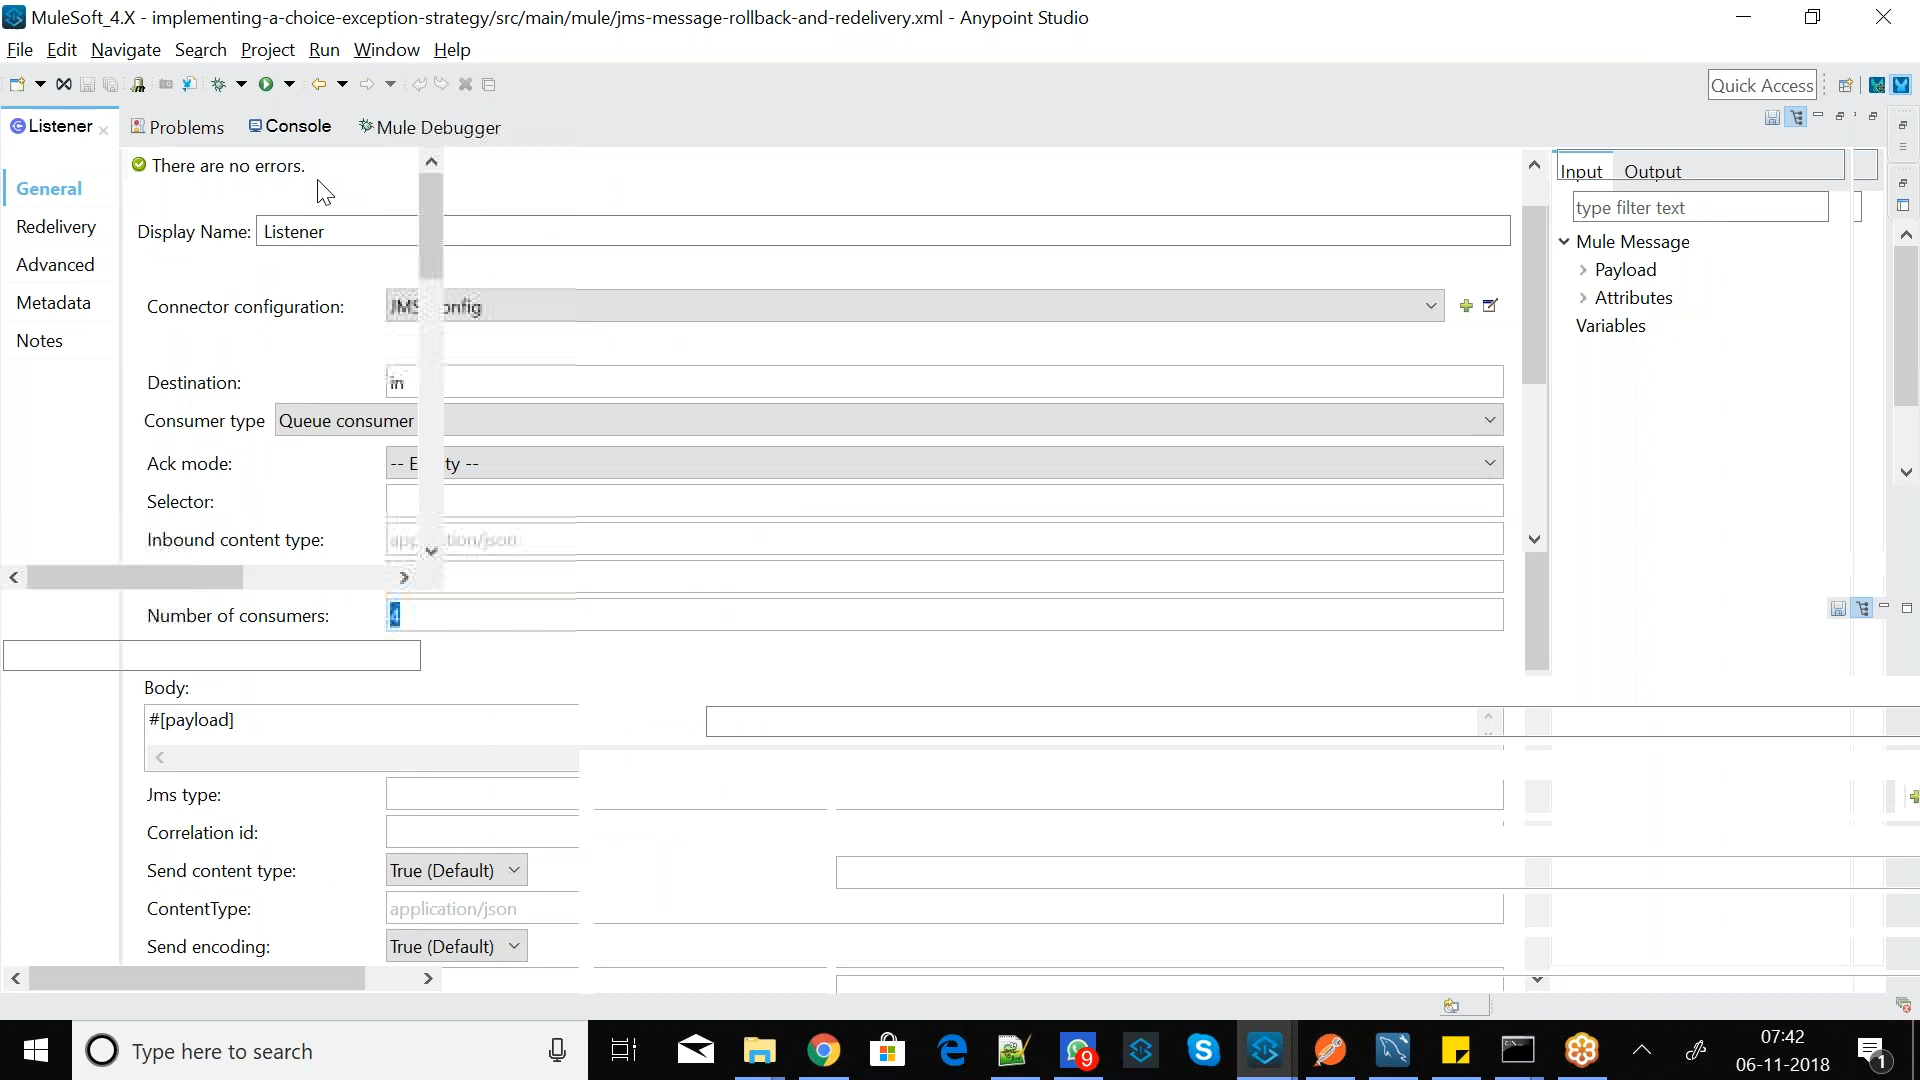 MuleSoft_4.X - implementing-a-choice-exception-strategy/src/main/mule/jms-message-rollback-and-redelivery.xml - Anypoint Studio
File Edit Navigate Search Project Run Window Help
Quick Access
Listener Problems Console Mule Debugger
There are no errors.
Input Output
General
type filter text
Redelivery
Display Name: Listener
Mule Message
Advanced
Payload
Metadata
Connector configuration:
Attributes
Notes
Variables
Destination: in
Consumer type Queue consumer
Ack mode:
Selector:
Inbound content type:
Number of consumers: 4
Body:
#[payload]
Jms type:
Correlation id:
Send content type: True (Default)
ContentType: application/json
Send encoding: True (Default)
Type here to search
9
07:42
06-11-2018
1